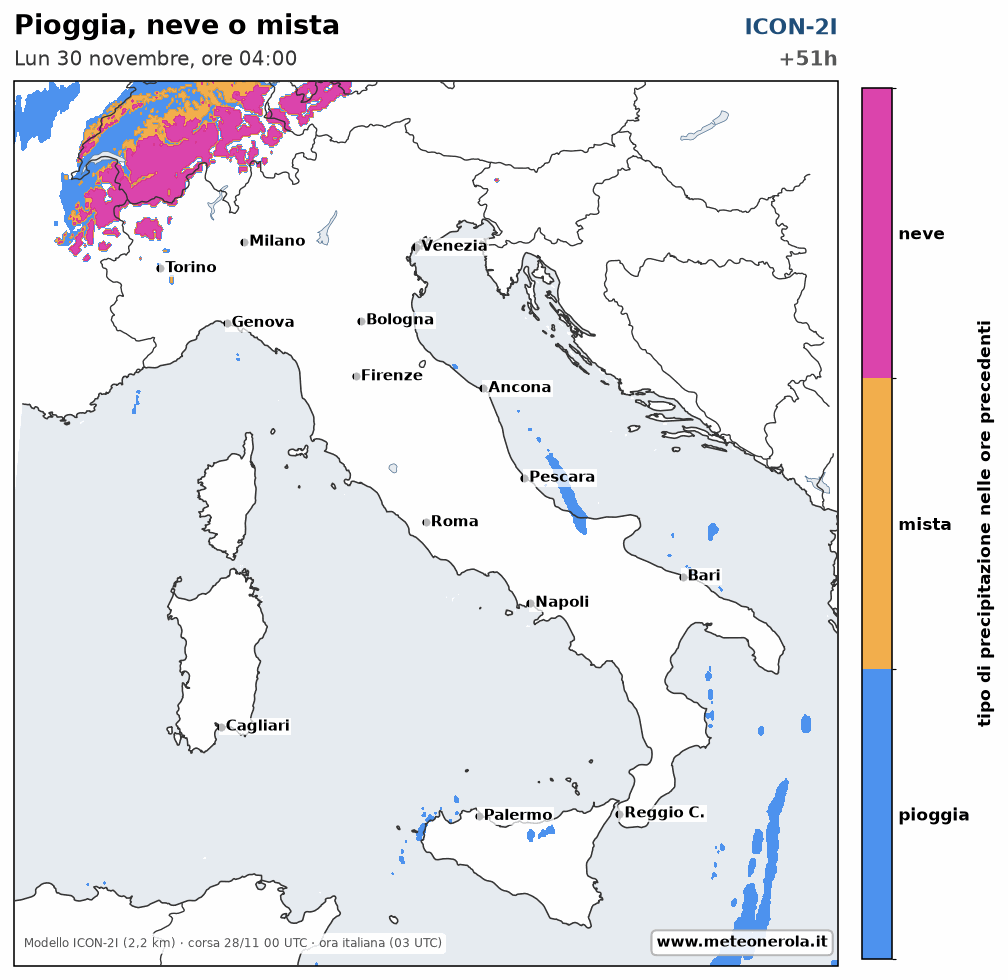 Pioggia, neve o mista
ICON-2I
Lun 30 novembre, ore 04:00
+51h
Milano
Venezia
Torino
Genova
Bologna
Firenze
Ancona
Pescara
Roma
Bari
Napoli
Cagliari
Palermo
Reggio C.
Modello ICON-2I (2,2 km) · corsa 28/11 00 UTC · ora italiana (03 UTC)
www.meteonerola.it
neve
mista
pioggia
tipo di precipitazione nelle ore precedenti